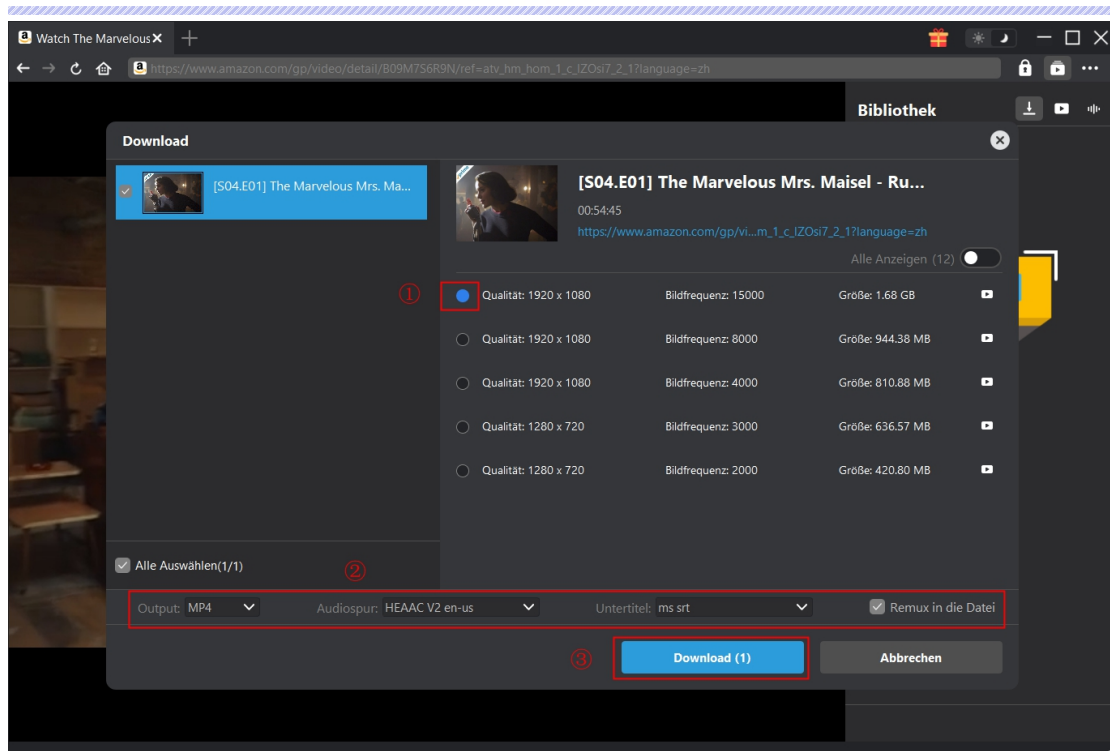 Watch The Marvelous
https://www.amazon.com/gp/video/detail/B09M7S6R9N/ref=atv_hm_hom_1_c_lZOsi7_2_1?language=zh
Bibliothek
Download
[S04.E01] The Marvelous Mrs. Ma...
[S04.E01] The Marvelous Mrs. Maisel - Ru...
00:54:45
https://www.amazon.com/gp/vi...m_1_c_lZOsi7_2_1?language=zh
Alle Anzeigen (12)
① Qualität: 1920 x 1080 Bildfrequenz: 15000 Größe: 1.68 GB
Qualität: 1920 x 1080 Bildfrequenz: 8000 Größe: 944.38 MB
Qualität: 1920 x 1080 Bildfrequenz: 4000 Größe: 810.88 MB
Qualität: 1280 x 720 Bildfrequenz: 3000 Größe: 636.57 MB
Qualität: 1280 x 720 Bildfrequenz: 2000 Größe: 420.80 MB
Alle Auswählen(1/1)
②
Output: MP4 Audiospur: HEAAC V2 en-us Untertitel: ms srt Remux in die Datei
③ Download (1) Abbrechen